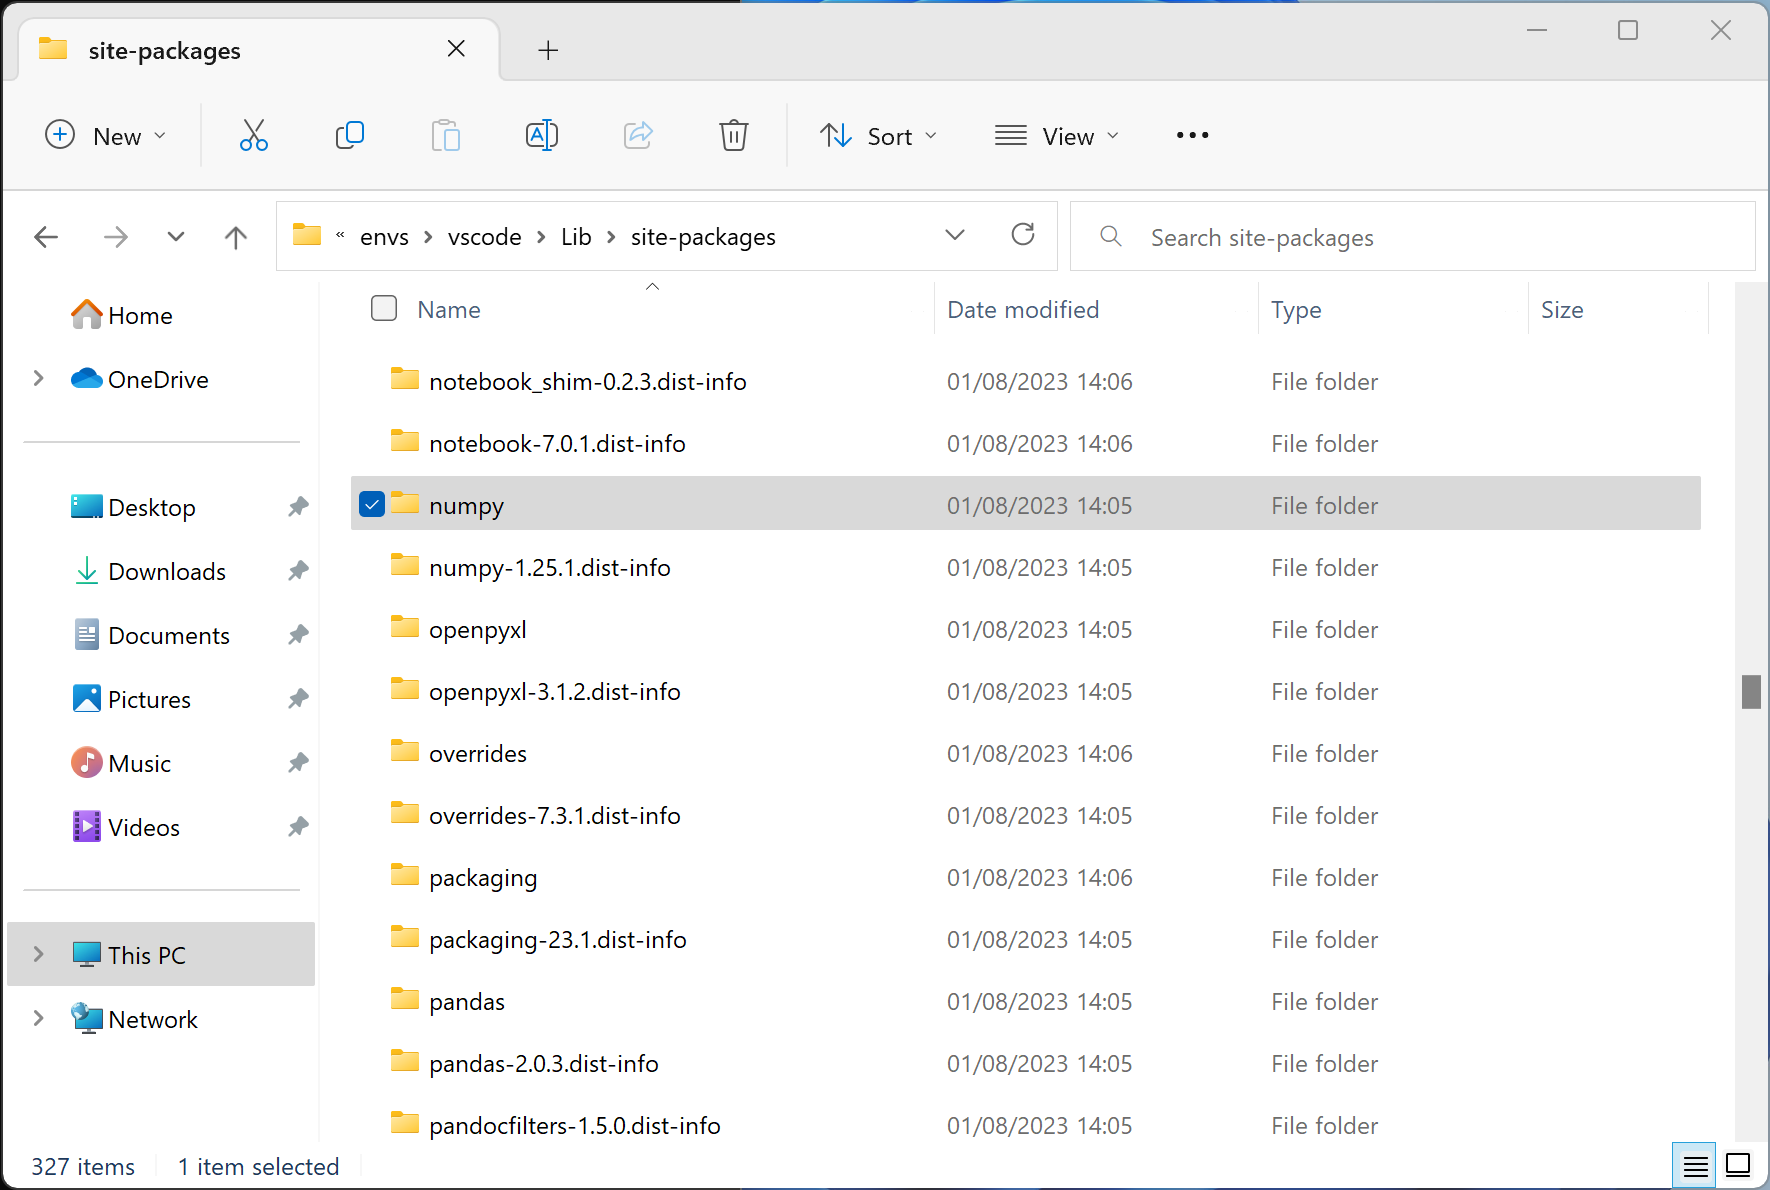 site-packages
New
Sort
View
« envs > vscode > Lib > site-packages
Search site-packages
Home
OneDrive
Desktop
Downloads
Documents
Pictures
Music
Videos
This PC
Network
Name Date modified Type Size
notebook_shim-0.2.3.dist-info 01/08/2023 14:06 File folder
notebook-7.0.1.dist-info 01/08/2023 14:06 File folder
numpy 01/08/2023 14:05 File folder
numpy-1.25.1.dist-info 01/08/2023 14:05 File folder
openpyxl 01/08/2023 14:05 File folder
openpyxl-3.1.2.dist-info 01/08/2023 14:05 File folder
overrides 01/08/2023 14:06 File folder
overrides-7.3.1.dist-info 01/08/2023 14:05 File folder
packaging 01/08/2023 14:06 File folder
packaging-23.1.dist-info 01/08/2023 14:05 File folder
pandas 01/08/2023 14:05 File folder
pandas-2.0.3.dist-info 01/08/2023 14:05 File folder
pandocfilters-1.5.0.dist-info 01/08/2023 14:05 File folder
327 items 1 item selected